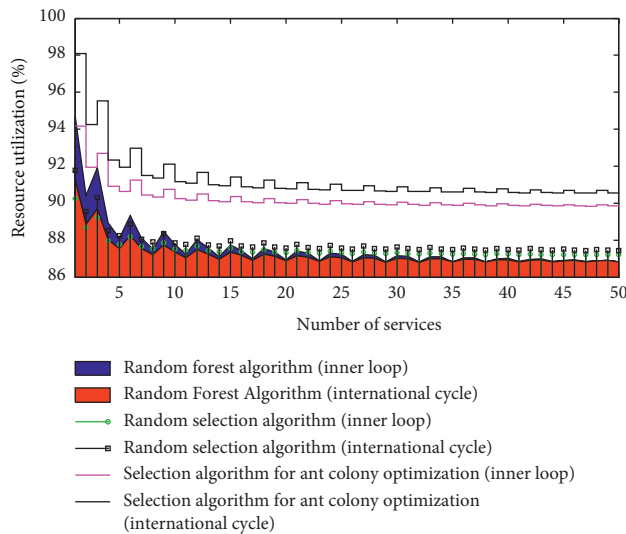 100
98
96
94
92
90
88
86
Resource utilization (%)
5
10
15
20
25
30
35
40
45
50
Number of services
Random forest algorithm (inner loop)
Random Forest Algorithm (international cycle)
Random selection algorithm (inner loop)
Random selection algorithm (international cycle)
Selection algorithm for ant colony optimization (inner loop)
Selection algorithm for ant colony optimization
(international cycle)